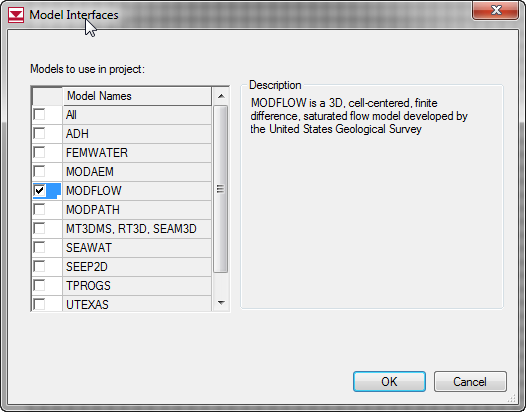 Model Interfaces
Models to use in project:
Model Names
All
ADH
FEMWATER
MODAEM
MODFLOW
MODPATH
MT3DMS, RT3D, SEAM3D
SEAWAT
SEEP2D
TPROGS
UTEXAS
Description
MODFLOW is a 3D, cell-centered, finite
difference, saturated flow model developed by
the United States Geological Survey
OK
Cancel